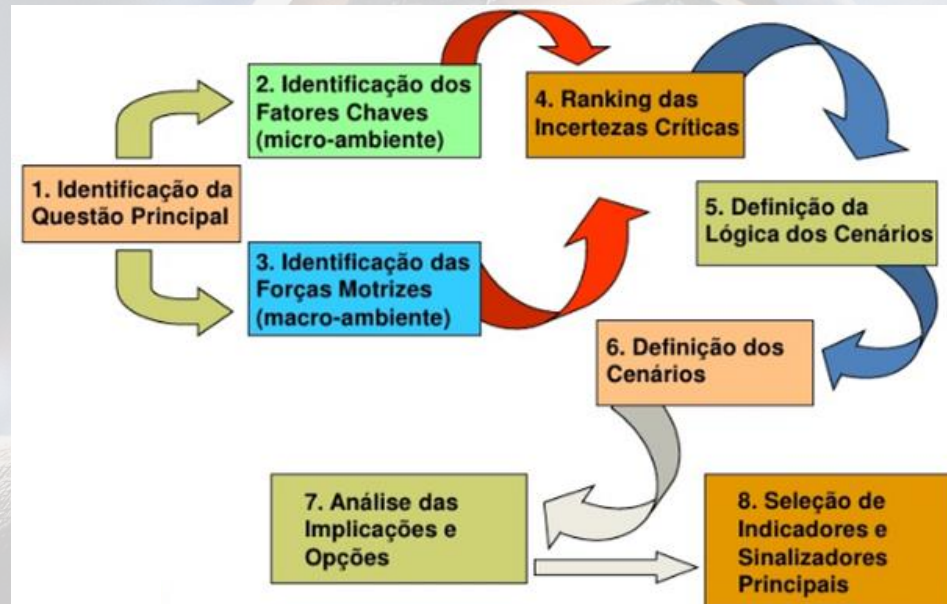 1. Identificação da
Questão Principal
2. Identificação dos
Fatores Chaves
(micro-ambiente)
3. Identificação das
Forças Motrizes
(macro-ambiente)
4. Ranking das
Incertezas Críticas
5. Definição da
Lógica dos Cenários
6. Definição dos
Cenários
7. Análise das
Implicações e
Opções
8. Seleção de
Indicadores e
Sinalizadores
Principais